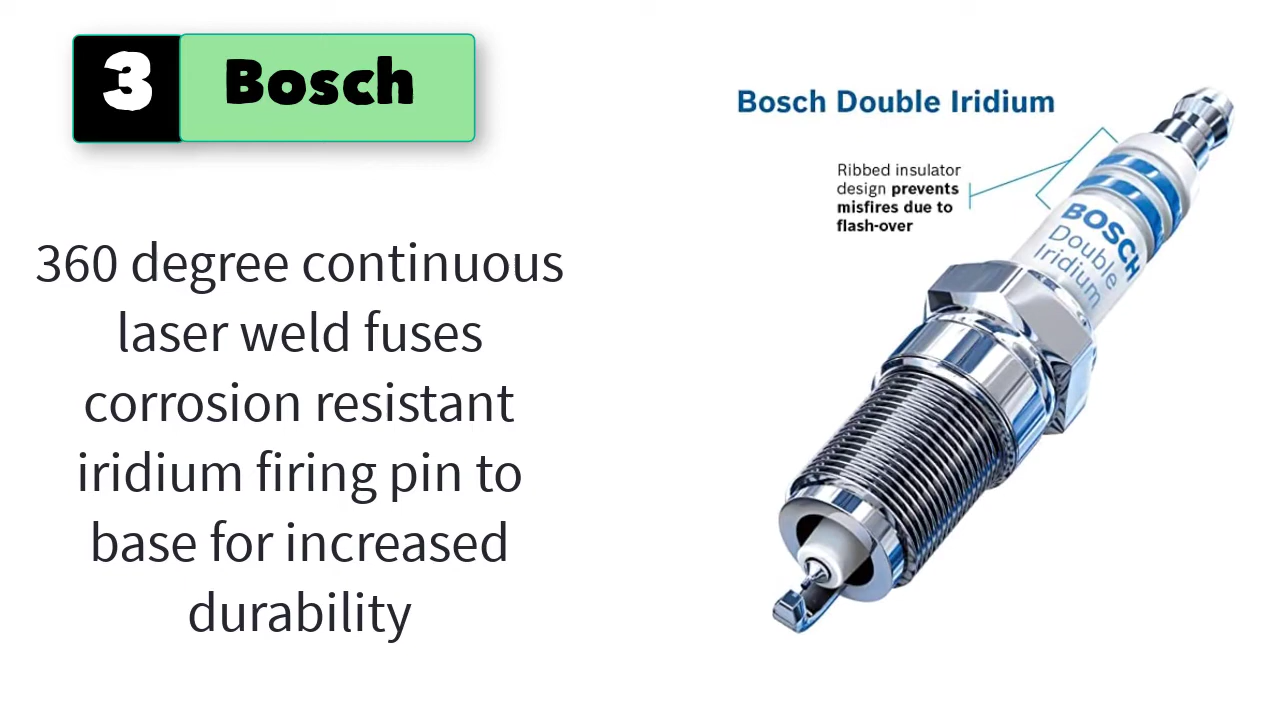 3 Bosch
360 degree continuous
laser weld fuses
corrosion resistant
iridium firing pin to
base for increased
durability
Bosch Double Iridium
Ribbed insulator
design prevents
misfires due to
flash-over
BOSCH
Double
Iridium